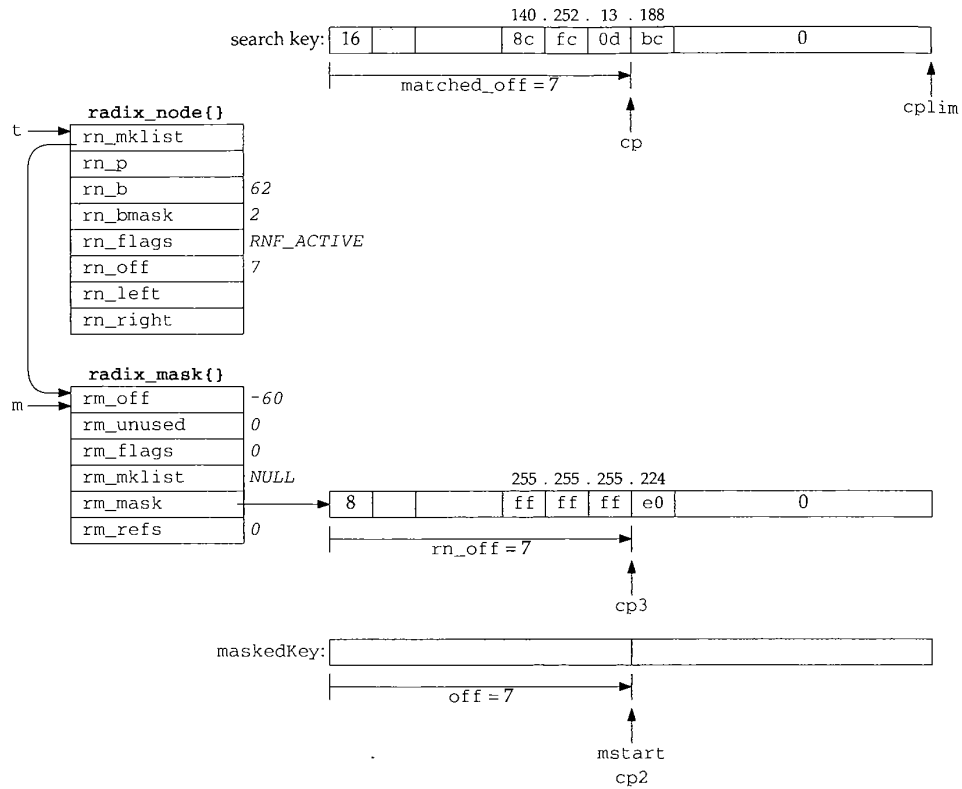 140 . 252 . 13 . 188
search key: 16 8c fc 0d bc 0
matched_off = 7
cplim
cp
radix_node{}
t
rn_mklist
rn_p
rn_b 62
rn_bmask 2
rn_flags RNF_ACTIVE
rn_off 7
rn_left
rn_right
radix_mask{}
m
rm_off -60
rm_unused 0
rm_flags 0
rm_mklist NULL
255 . 255 . 255 . 224
rm_mask 8 ff ff ff e0 0
rm_refs 0
rn_off = 7
cp3
maskedKey:
off = 7
mstart
cp2